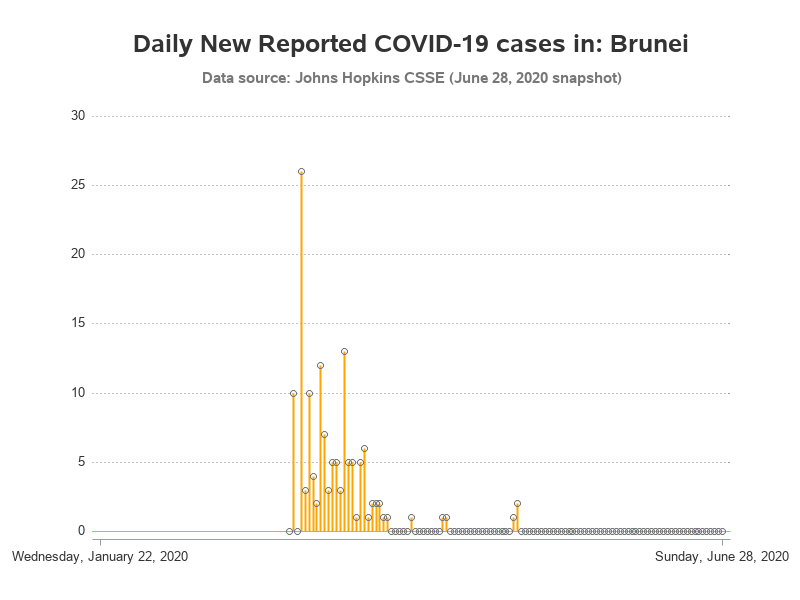 Daily New Reported COVID-19 cases in: Brunei
Data source: Johns Hopkins CSSE (June 28, 2020 snapshot)
30
25
20
15
10
5
0
Wednesday, January 22, 2020
Sunday, June 28, 2020